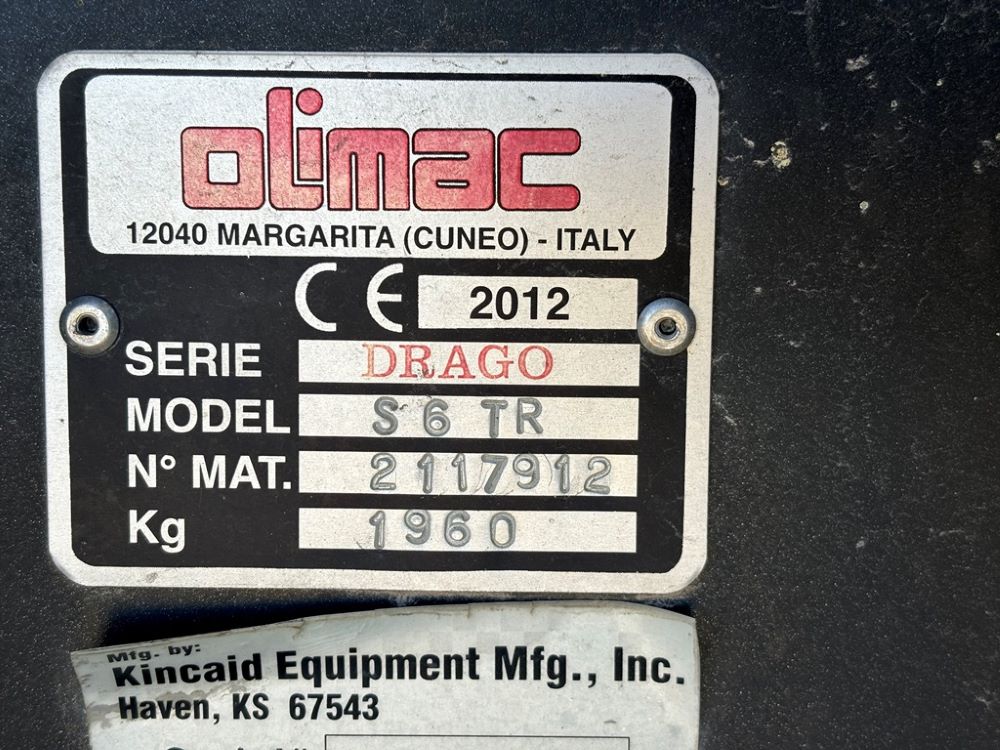 olimac
12040 MARGARITA (CUNEO) - ITALY
CE 2012
SERIE DRAGO
MODEL S 6 TR
N° MAT. 2117912
Kg 1960
Mfg. by:
Kincaid Equipment Mfg., Inc.
Haven, KS 67543